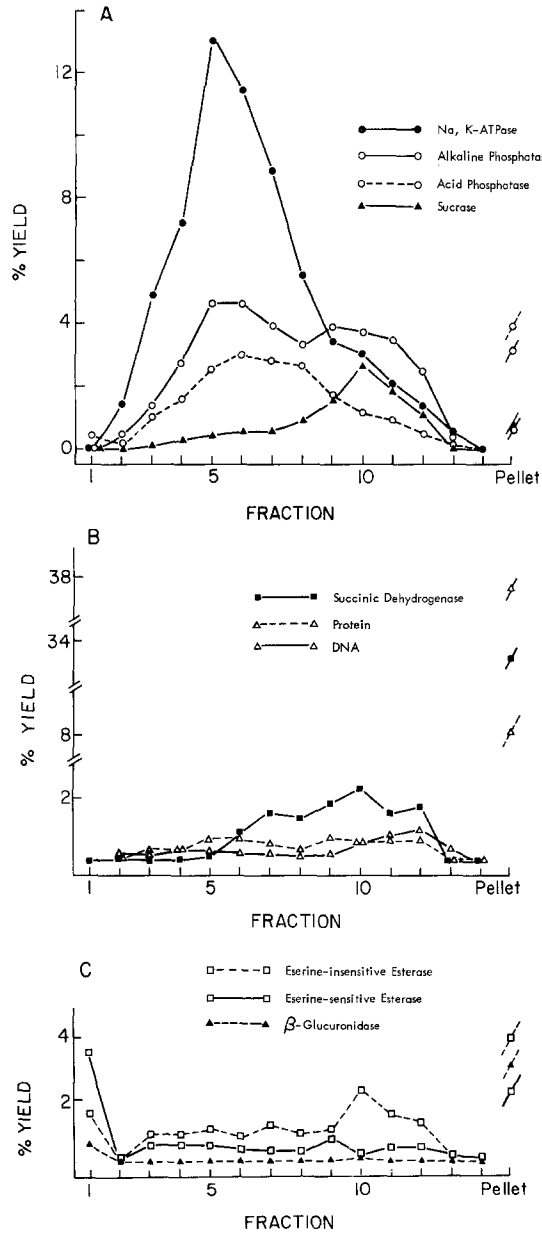 A
12
8
4
0
% YIELD
Na, K-ATPase
Alkaline Phosphata
Acid Phosphatase
Sucrase
1
5
10
Pellet
FRACTION
B
38
34
8
2
% YIELD
Succinic Dehydrogenase
Protein
DNA
1
5
10
Pellet
FRACTION
C
4
2
% YIELD
Eserine-insensitive Esterase
Eserine-sensitive Esterase
β-Glucuronidase
1
5
10
Pellet
FRACTION